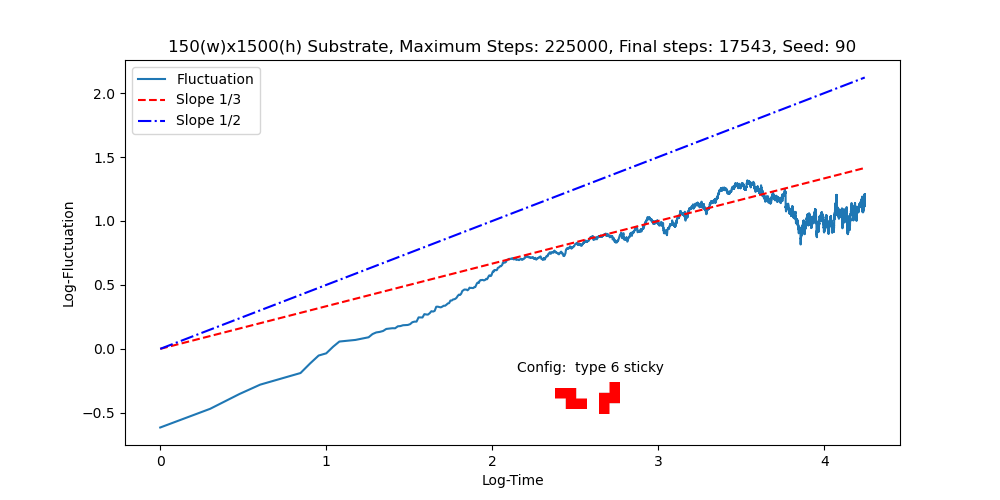 150(w)x1500(h) Substrate, Maximum Steps: 225000, Final steps: 17543, Seed: 90
Fluctuation
Slope 1/3
Slope 1/2
2.0
1.5
1.0
0.5
0.0
−0.5
Log-Fluctuation
Config:  type 6 sticky
0
1
2
3
4
Log-Time